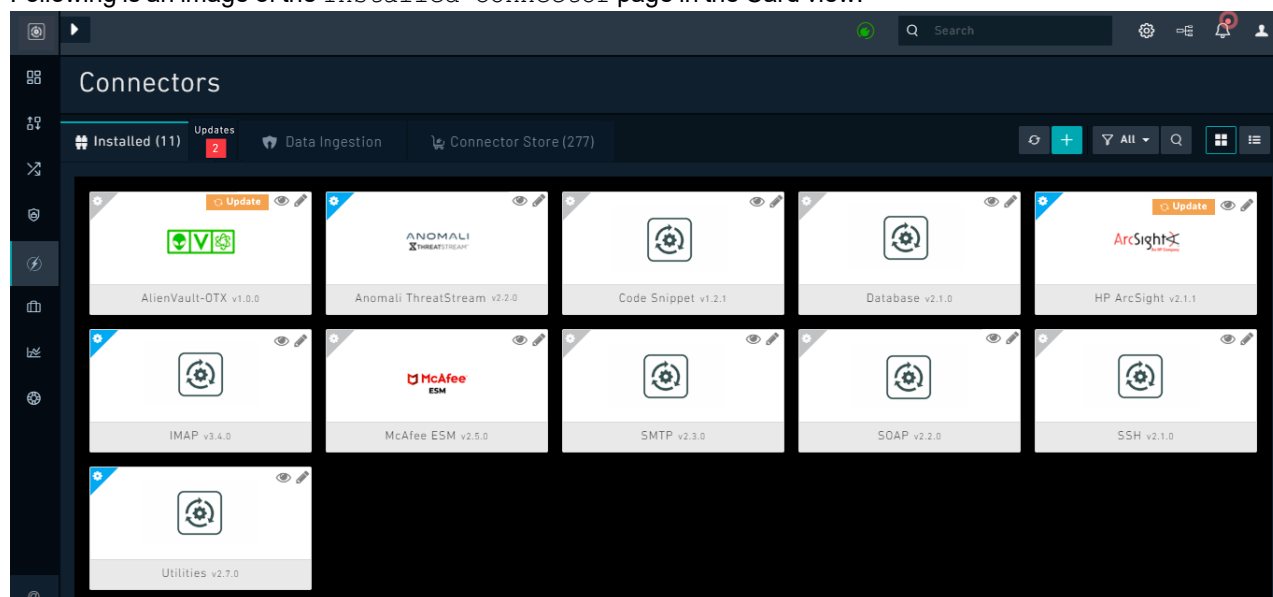 Following is an image of the Installed Connector page in the Card view:
Search
Connectors
Installed (11)
Updates
2
Data Ingestion
Connector Store (277)
+
All
Update
ANOMALI
THREATSTREAM
Update
ArcSight
An HP Company
AlienVault-OTX v1.0.0
Anomali ThreatStream v2.2.0
Code Snippet v1.2.1
Database v2.1.0
HP ArcSight v2.1.1
McAfee
ESM
IMAP v3.4.0
McAfee ESM v2.5.0
SMTP v2.3.0
SOAP v2.2.0
SSH v2.1.0
Utilities v2.7.0